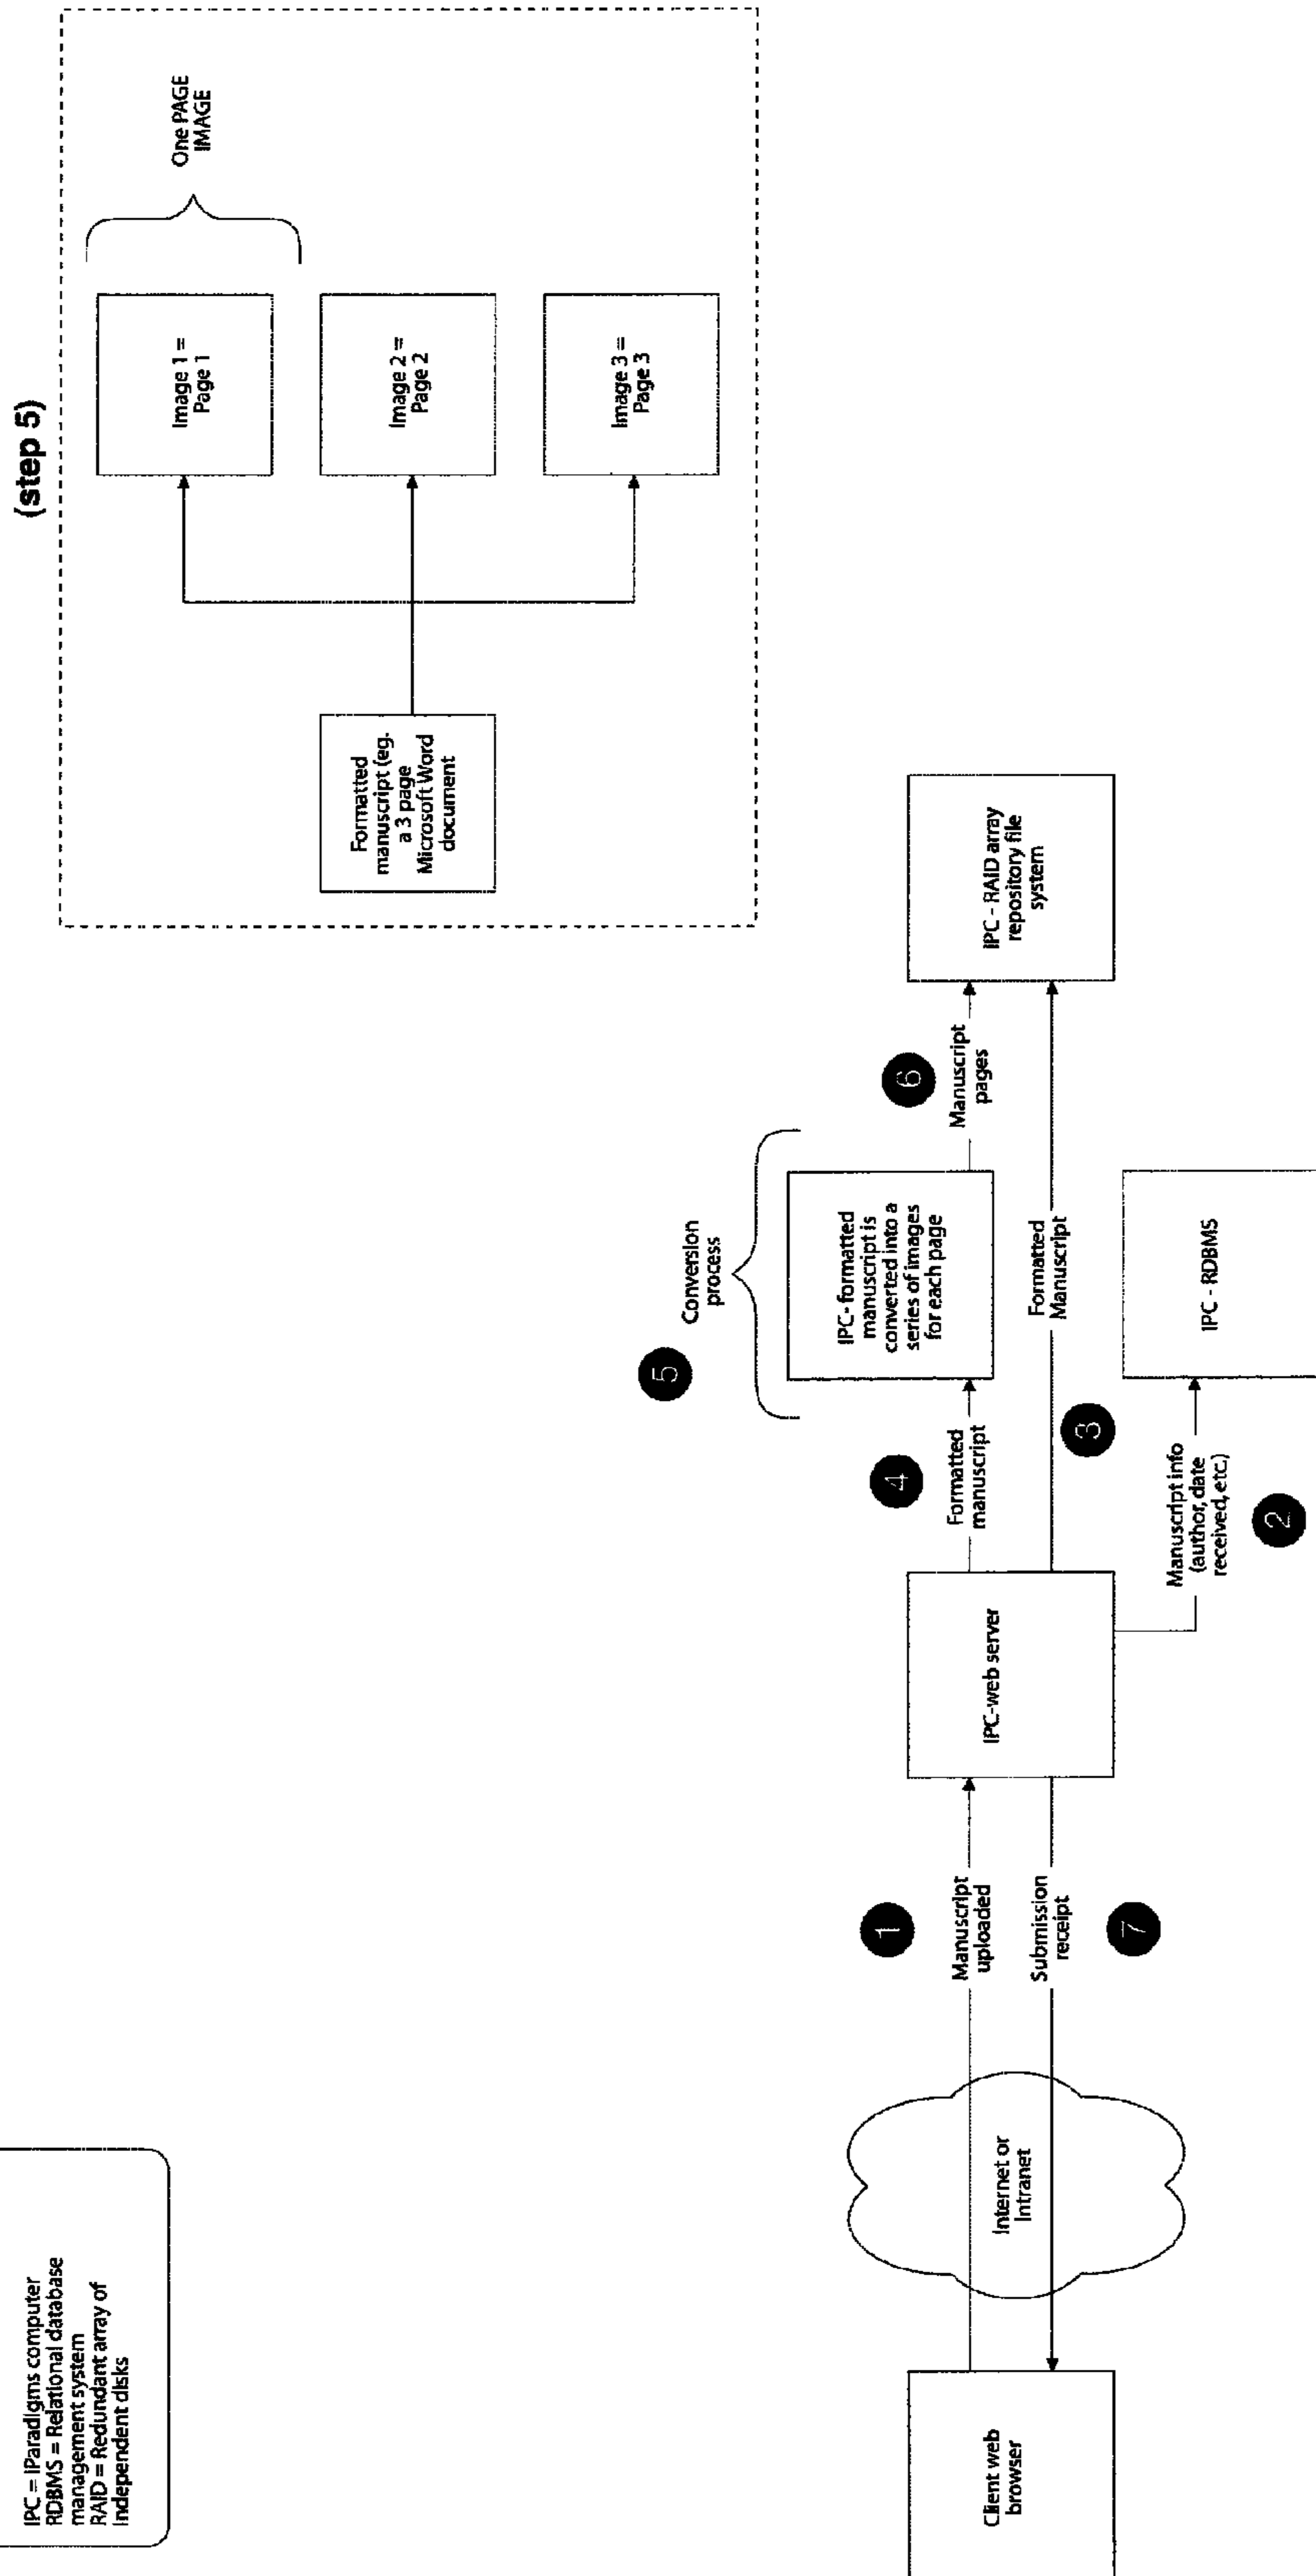 (step 5)
Formatted
manuscript (eg.
a 3 page
Microsoft Word
document
Image 1 =
Page 1
Image 2 =
Page 2
Image 3 =
Page 3
One PAGE
IMAGE
IPC = iParadigms computer
RDBMS = Relational database
management system
RAID = Redundant array of
Independent disks
Client web
browser
Internet or
Intranet
1
Manuscript
uploaded
Submission
receipt
7
IPC-web server
4
Formatted
manuscript
5
Conversion
process
IPC- formatted
manuscript is
converted into a
series of images
for each page
6
Manuscript
pages
3
Formatted
Manuscript
IPC - RAID array
repository file
system
Manuscript info
(author, date
received, etc.)
2
IPC - RDBMS